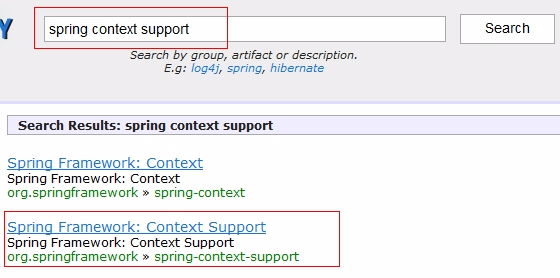 Y
spring context support
Search
Search by group, artifact or description.
E.g: log4j, spring, hibernate
Search Results: spring context support
Spring Framework: Context
Spring Framework: Context
org.springframework » spring-context
Spring Framework: Context Support
Spring Framework: Context Support
org.springframework » spring-context-support